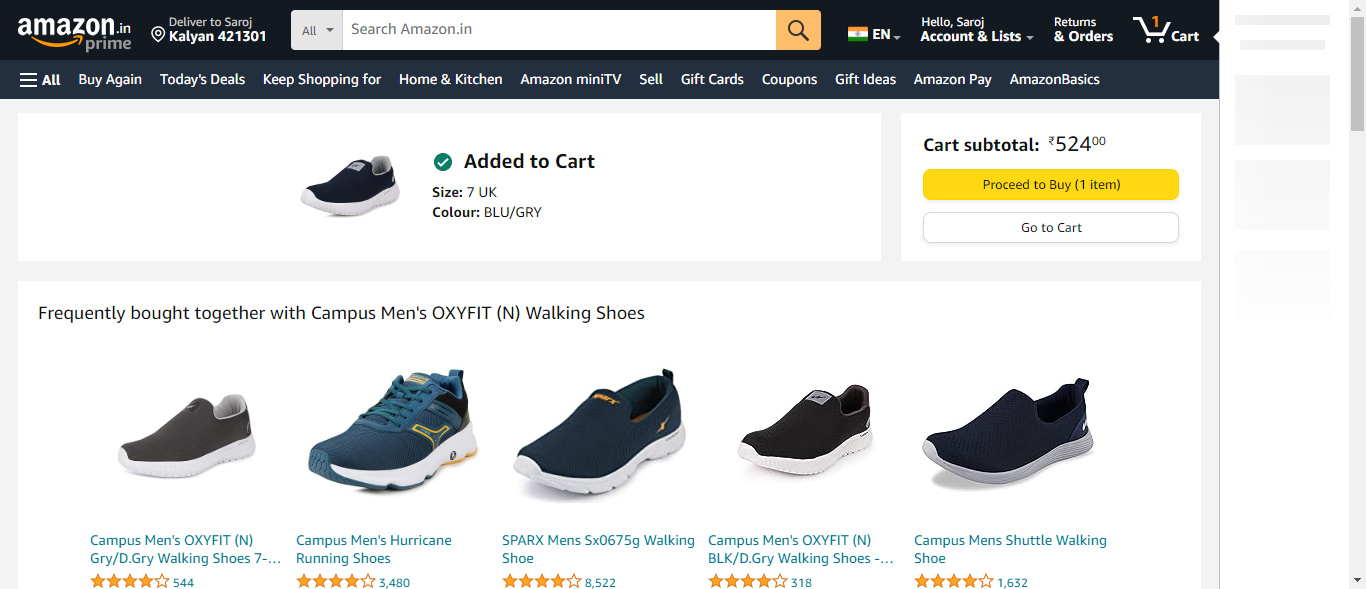 amazon.in
prime
Deliver to Saroj
Kalyan 421301
All
Search Amazon.in
EN
Hello, Saroj
Account & Lists
Returns
& Orders
1
Cart
All
Buy Again
Today's Deals
Keep Shopping for
Home & Kitchen
Amazon miniTV
Sell
Gift Cards
Coupons
Gift Ideas
Amazon Pay
AmazonBasics
Added to Cart
Size: 7 UK
Colour: BLU/GRY
Cart subtotal: ₹52400
Proceed to Buy (1 item)
Go to Cart
Frequently bought together with Campus Men's OXYFIT (N) Walking Shoes
Campus Men's OXYFIT (N)
Gry/D.Gry Walking Shoes 7-…
544
Campus Men's Hurricane
Running Shoes
3,480
SPARX Mens Sx0675g Walking
Shoe
8,522
Campus Men's OXYFIT (N)
BLK/D.Gry Walking Shoes -…
318
Campus Mens Shuttle Walking
Shoe
1,632